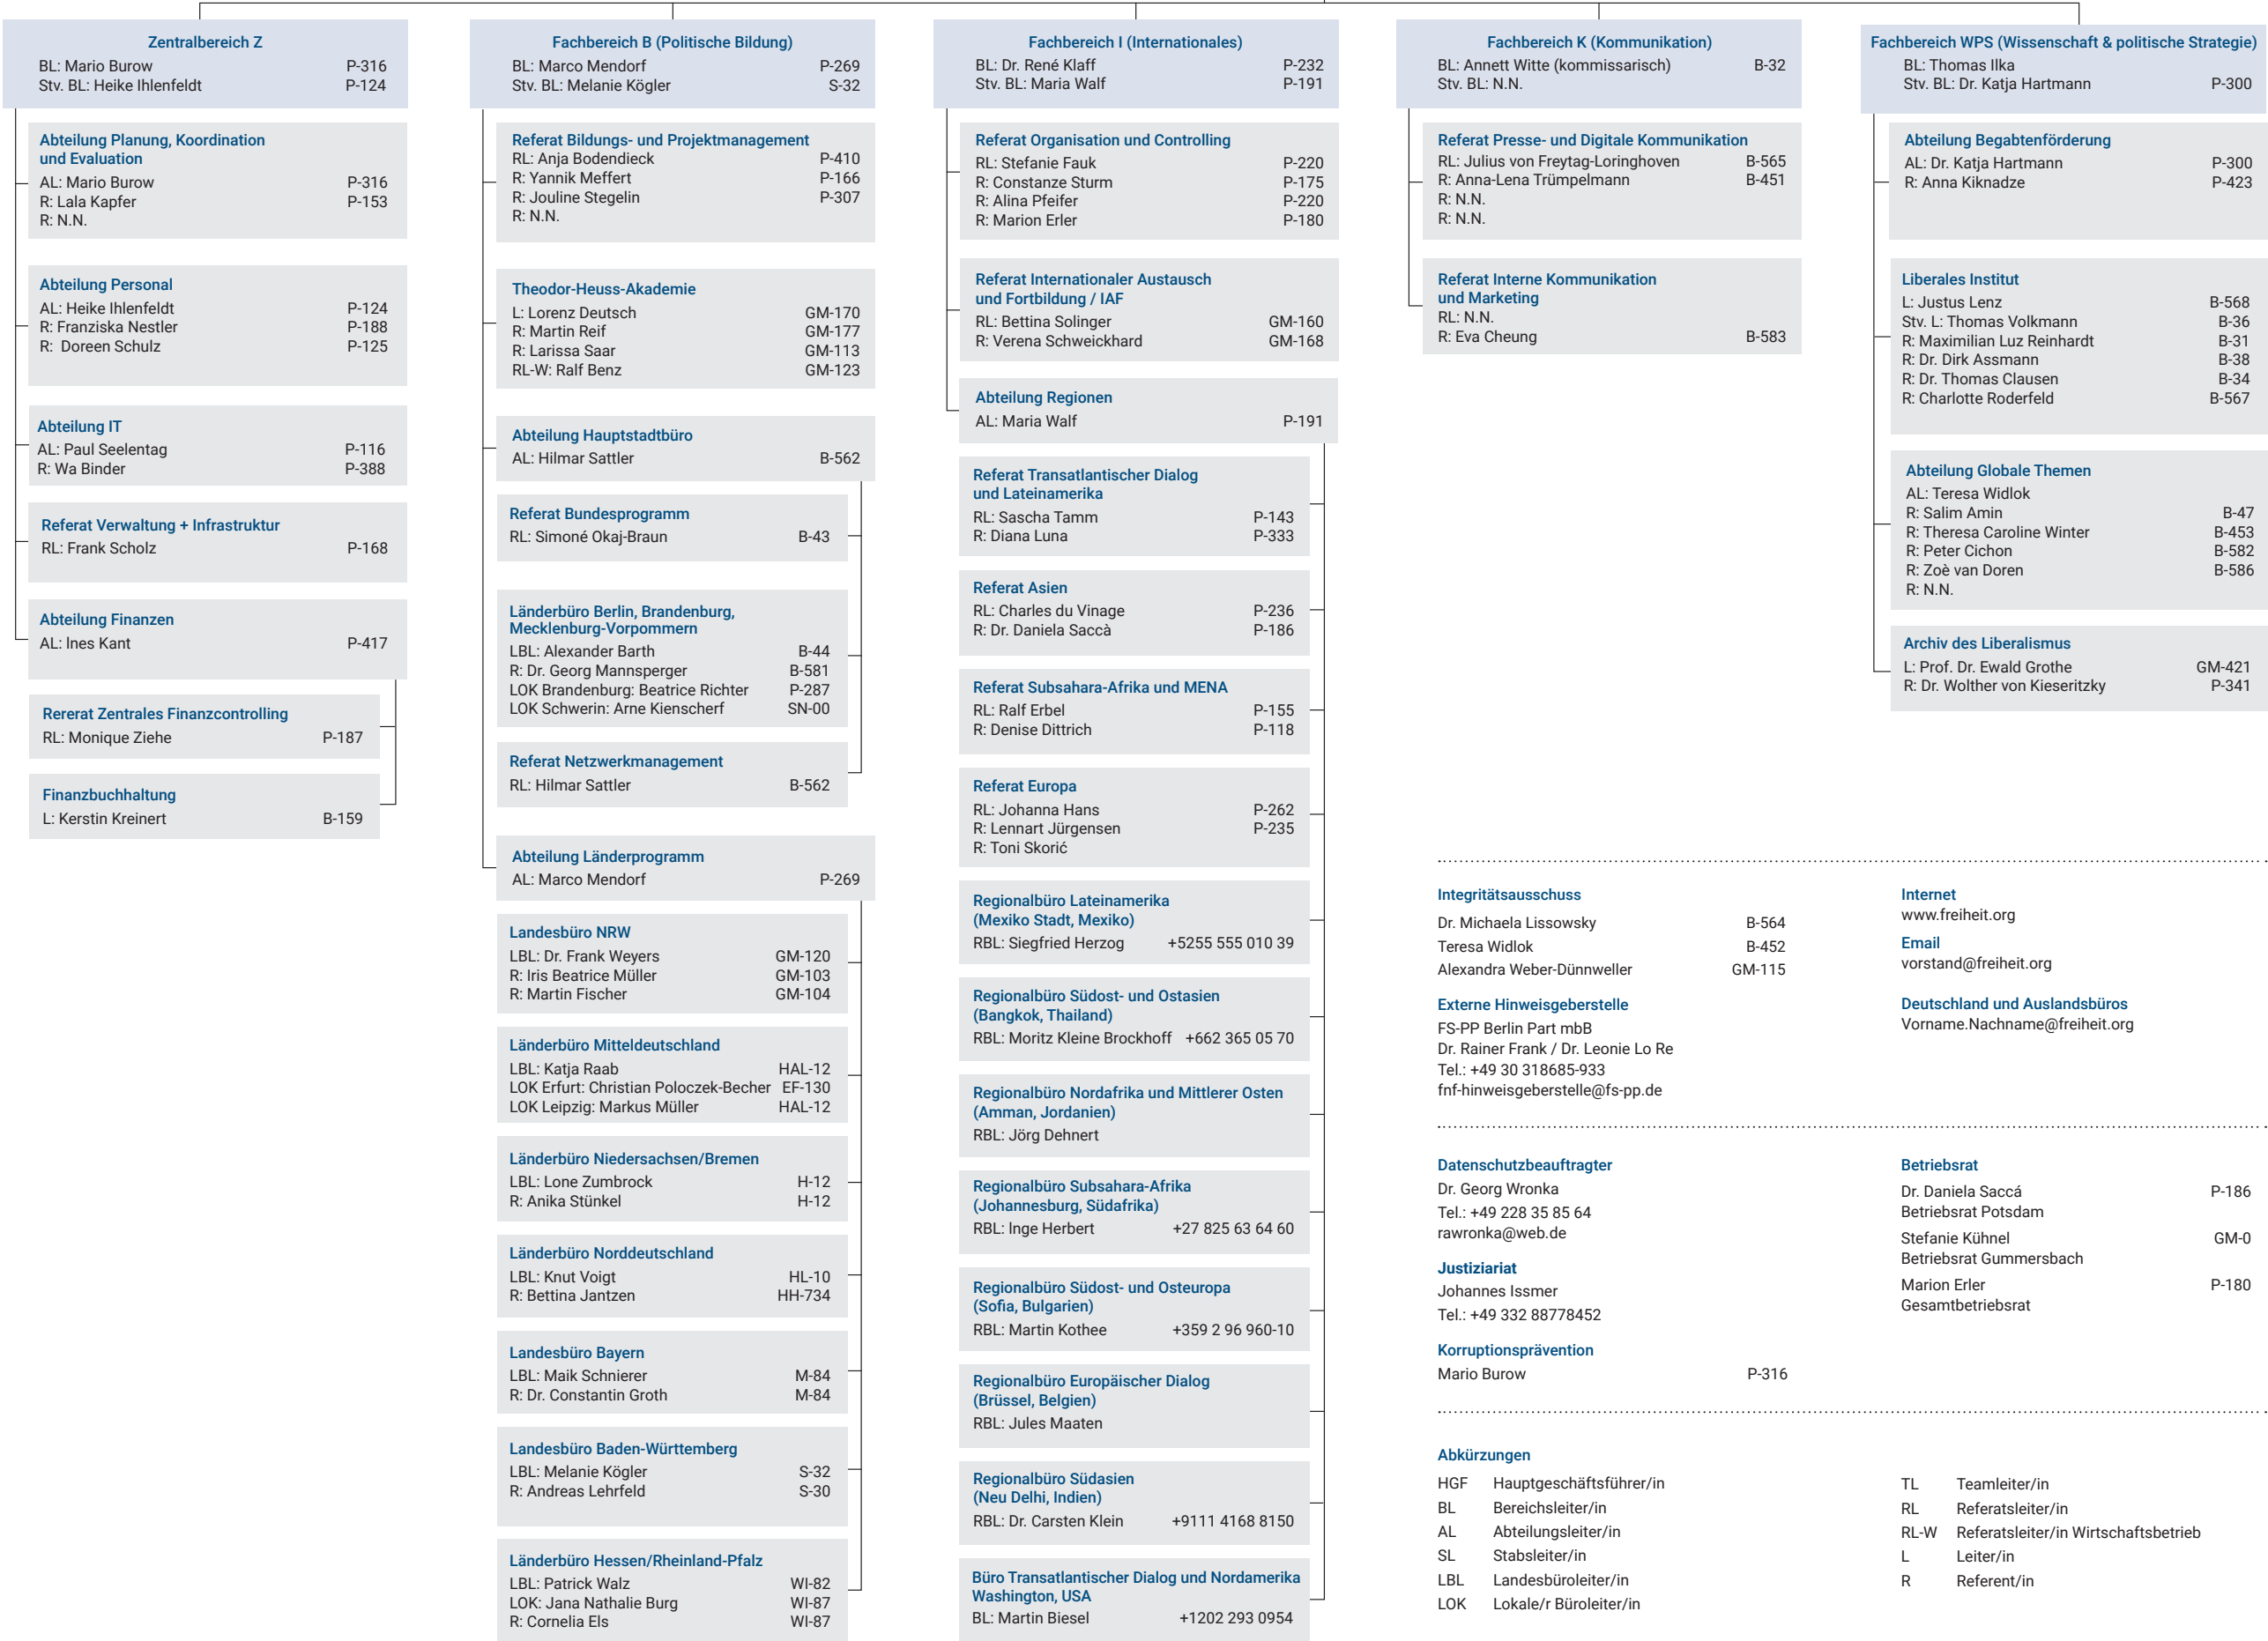 Zentralbereich Z
BL: Mario Burow P-316
Stv. BL: Heike Ihlenfeldt P-124
Abteilung Planung, Koordination
und Evaluation
AL: Mario Burow P-316
R: Lala Kapfer P-153
R: N.N.
Abteilung Personal
AL: Heike Ihlenfeldt P-124
R: Franziska Nestler P-188
R: Doreen Schulz P-125
Abteilung IT
AL: Paul Seelentag P-116
R: Wa Binder P-388
Referat Verwaltung + Infrastruktur
RL: Frank Scholz P-168
Abteilung Finanzen
AL: Ines Kant P-417
Rererat Zentrales Finanzcontrolling
RL: Monique Ziehe P-187
Finanzbuchhaltung
L: Kerstin Kreinert B-159
Fachbereich B (Politische Bildung)
BL: Marco Mendorf P-269
Stv. BL: Melanie Kögler S-32
Referat Bildungs- und Projektmanagement
RL: Anja Bodendieck P-410
R: Yannik Meffert P-166
R: Jouline Stegelin P-307
R: N.N.
Theodor-Heuss-Akademie
L: Lorenz Deutsch GM-170
R: Martin Reif GM-177
R: Larissa Saar GM-113
RL-W: Ralf Benz GM-123
Abteilung Hauptstadtbüro
AL: Hilmar Sattler B-562
Referat Bundesprogramm
RL: Simoné Okaj-Braun B-43
Länderbüro Berlin, Brandenburg,
Mecklenburg-Vorpommern
LBL: Alexander Barth B-44
R: Dr. Georg Mannsperger B-581
LOK Brandenburg: Beatrice Richter P-287
LOK Schwerin: Arne Kienscherf SN-00
Referat Netzwerkmanagement
RL: Hilmar Sattler B-562
Abteilung Länderprogramm
AL: Marco Mendorf P-269
Landesbüro NRW
LBL: Dr. Frank Weyers GM-120
R: Iris Beatrice Müller GM-103
R: Martin Fischer GM-104
Länderbüro Mitteldeutschland
LBL: Katja Raab HAL-12
LOK Erfurt: Christian Poloczek-Becher EF-130
LOK Leipzig: Markus Müller HAL-12
Länderbüro Niedersachsen/Bremen
LBL: Lone Zumbrock H-12
R: Anika Stünkel H-12
Länderbüro Norddeutschland
LBL: Knut Voigt HL-10
R: Bettina Jantzen HH-734
Landesbüro Bayern
LBL: Maik Schnierer M-84
R: Dr. Constantin Groth M-84
Landesbüro Baden-Württemberg
LBL: Melanie Kögler S-32
R: Andreas Lehrfeld S-30
Länderbüro Hessen/Rheinland-Pfalz
LBL: Patrick Walz WI-82
LOK: Jana Nathalie Burg WI-87
R: Cornelia Els WI-87
Fachbereich I (Internationales)
BL: Dr. René Klaff P-232
Stv. BL: Maria Walf P-191
Referat Organisation und Controlling
RL: Stefanie Fauk P-220
R: Constanze Sturm P-175
R: Alina Pfeifer P-220
R: Marion Erler P-180
Referat Internationaler Austausch
und Fortbildung / IAF
RL: Bettina Solinger GM-160
R: Verena Schweickhard GM-168
Abteilung Regionen
AL: Maria Walf P-191
Referat Transatlantischer Dialog
und Lateinamerika
RL: Sascha Tamm P-143
R: Diana Luna P-333
Referat Asien
RL: Charles du Vinage P-236
R: Dr. Daniela Saccà P-186
Referat Subsahara-Afrika und MENA
RL: Ralf Erbel P-155
R: Denise Dittrich P-118
Referat Europa
RL: Johanna Hans P-262
R: Lennart Jürgensen P-235
R: Toni Skorić
Regionalbüro Lateinamerika
(Mexiko Stadt, Mexiko)
RBL: Siegfried Herzog +5255 555 010 39
Regionalbüro Südost- und Ostasien
(Bangkok, Thailand)
RBL: Moritz Kleine Brockhoff +662 365 05 70
Regionalbüro Nordafrika und Mittlerer Osten
(Amman, Jordanien)
RBL: Jörg Dehnert
Regionalbüro Subsahara-Afrika
(Johannesburg, Südafrika)
RBL: Inge Herbert +27 825 63 64 60
Regionalbüro Südost- und Osteuropa
(Sofia, Bulgarien)
RBL: Martin Kothee +359 2 96 960-10
Regionalbüro Europäischer Dialog
(Brüssel, Belgien)
RBL: Jules Maaten
Regionalbüro Südasien
(Neu Delhi, Indien)
RBL: Dr. Carsten Klein +9111 4168 8150
Büro Transatlantischer Dialog und Nordamerika
Washington, USA
BL: Martin Biesel +1202 293 0954
Fachbereich K (Kommunikation)
BL: Annett Witte (kommissarisch) B-32
Stv. BL: N.N.
Referat Presse- und Digitale Kommunikation
RL: Julius von Freytag-Loringhoven B-565
R: Anna-Lena Trümpelmann B-451
R: N.N.
R: N.N.
Referat Interne Kommunikation
und Marketing
RL: N.N.
R: Eva Cheung B-583
Fachbereich WPS (Wissenschaft & politische Strategie)
BL: Thomas Ilka
Stv. BL: Dr. Katja Hartmann P-300
Abteilung Begabtenförderung
AL: Dr. Katja Hartmann P-300
R: Anna Kiknadze P-423
Liberales Institut
L: Justus Lenz B-568
Stv. L: Thomas Volkmann B-36
R: Maximilian Luz Reinhardt B-31
R: Dr. Dirk Assmann B-38
R: Dr. Thomas Clausen B-34
R: Charlotte Roderfeld B-567
Abteilung Globale Themen
AL: Teresa Widlok
R: Salim Amin B-47
R: Theresa Caroline Winter B-453
R: Peter Cichon B-582
R: Zoè van Doren B-586
R: N.N.
Archiv des Liberalismus
L: Prof. Dr. Ewald Grothe GM-421
R: Dr. Wolther von Kieseritzky P-341
Integritätsausschuss
Dr. Michaela Lissowsky B-564
Teresa Widlok B-452
Alexandra Weber-Dünnweller GM-115
Externe Hinweisgeberstelle
FS-PP Berlin Part mbB
Dr. Rainer Frank / Dr. Leonie Lo Re
Tel.: +49 30 318685-933
fnf-hinweisgeberstelle@fs-pp.de
Internet
www.freiheit.org
Email
vorstand@freiheit.org
Deutschland und Auslandsbüros
Vorname.Nachname@freiheit.org
Datenschutzbeauftragter
Dr. Georg Wronka
Tel.: +49 228 35 85 64
rawronka@web.de
Justiziariat
Johannes Issmer
Tel.: +49 332 88778452
Korruptionsprävention
Mario Burow P-316
Betriebsrat
Dr. Daniela Saccá P-186
Betriebsrat Potsdam
Stefanie Kühnel GM-0
Betriebsrat Gummersbach
Marion Erler P-180
Gesamtbetriebsrat
Abkürzungen
HGF Hauptgeschäftsführer/in
BL Bereichsleiter/in
AL Abteilungsleiter/in
SL Stabsleiter/in
LBL Landesbüroleiter/in
LOK Lokale/r Büroleiter/in
TL Teamleiter/in
RL Referatsleiter/in
RL-W Referatsleiter/in Wirtschaftsbetrieb
L Leiter/in
R Referent/in